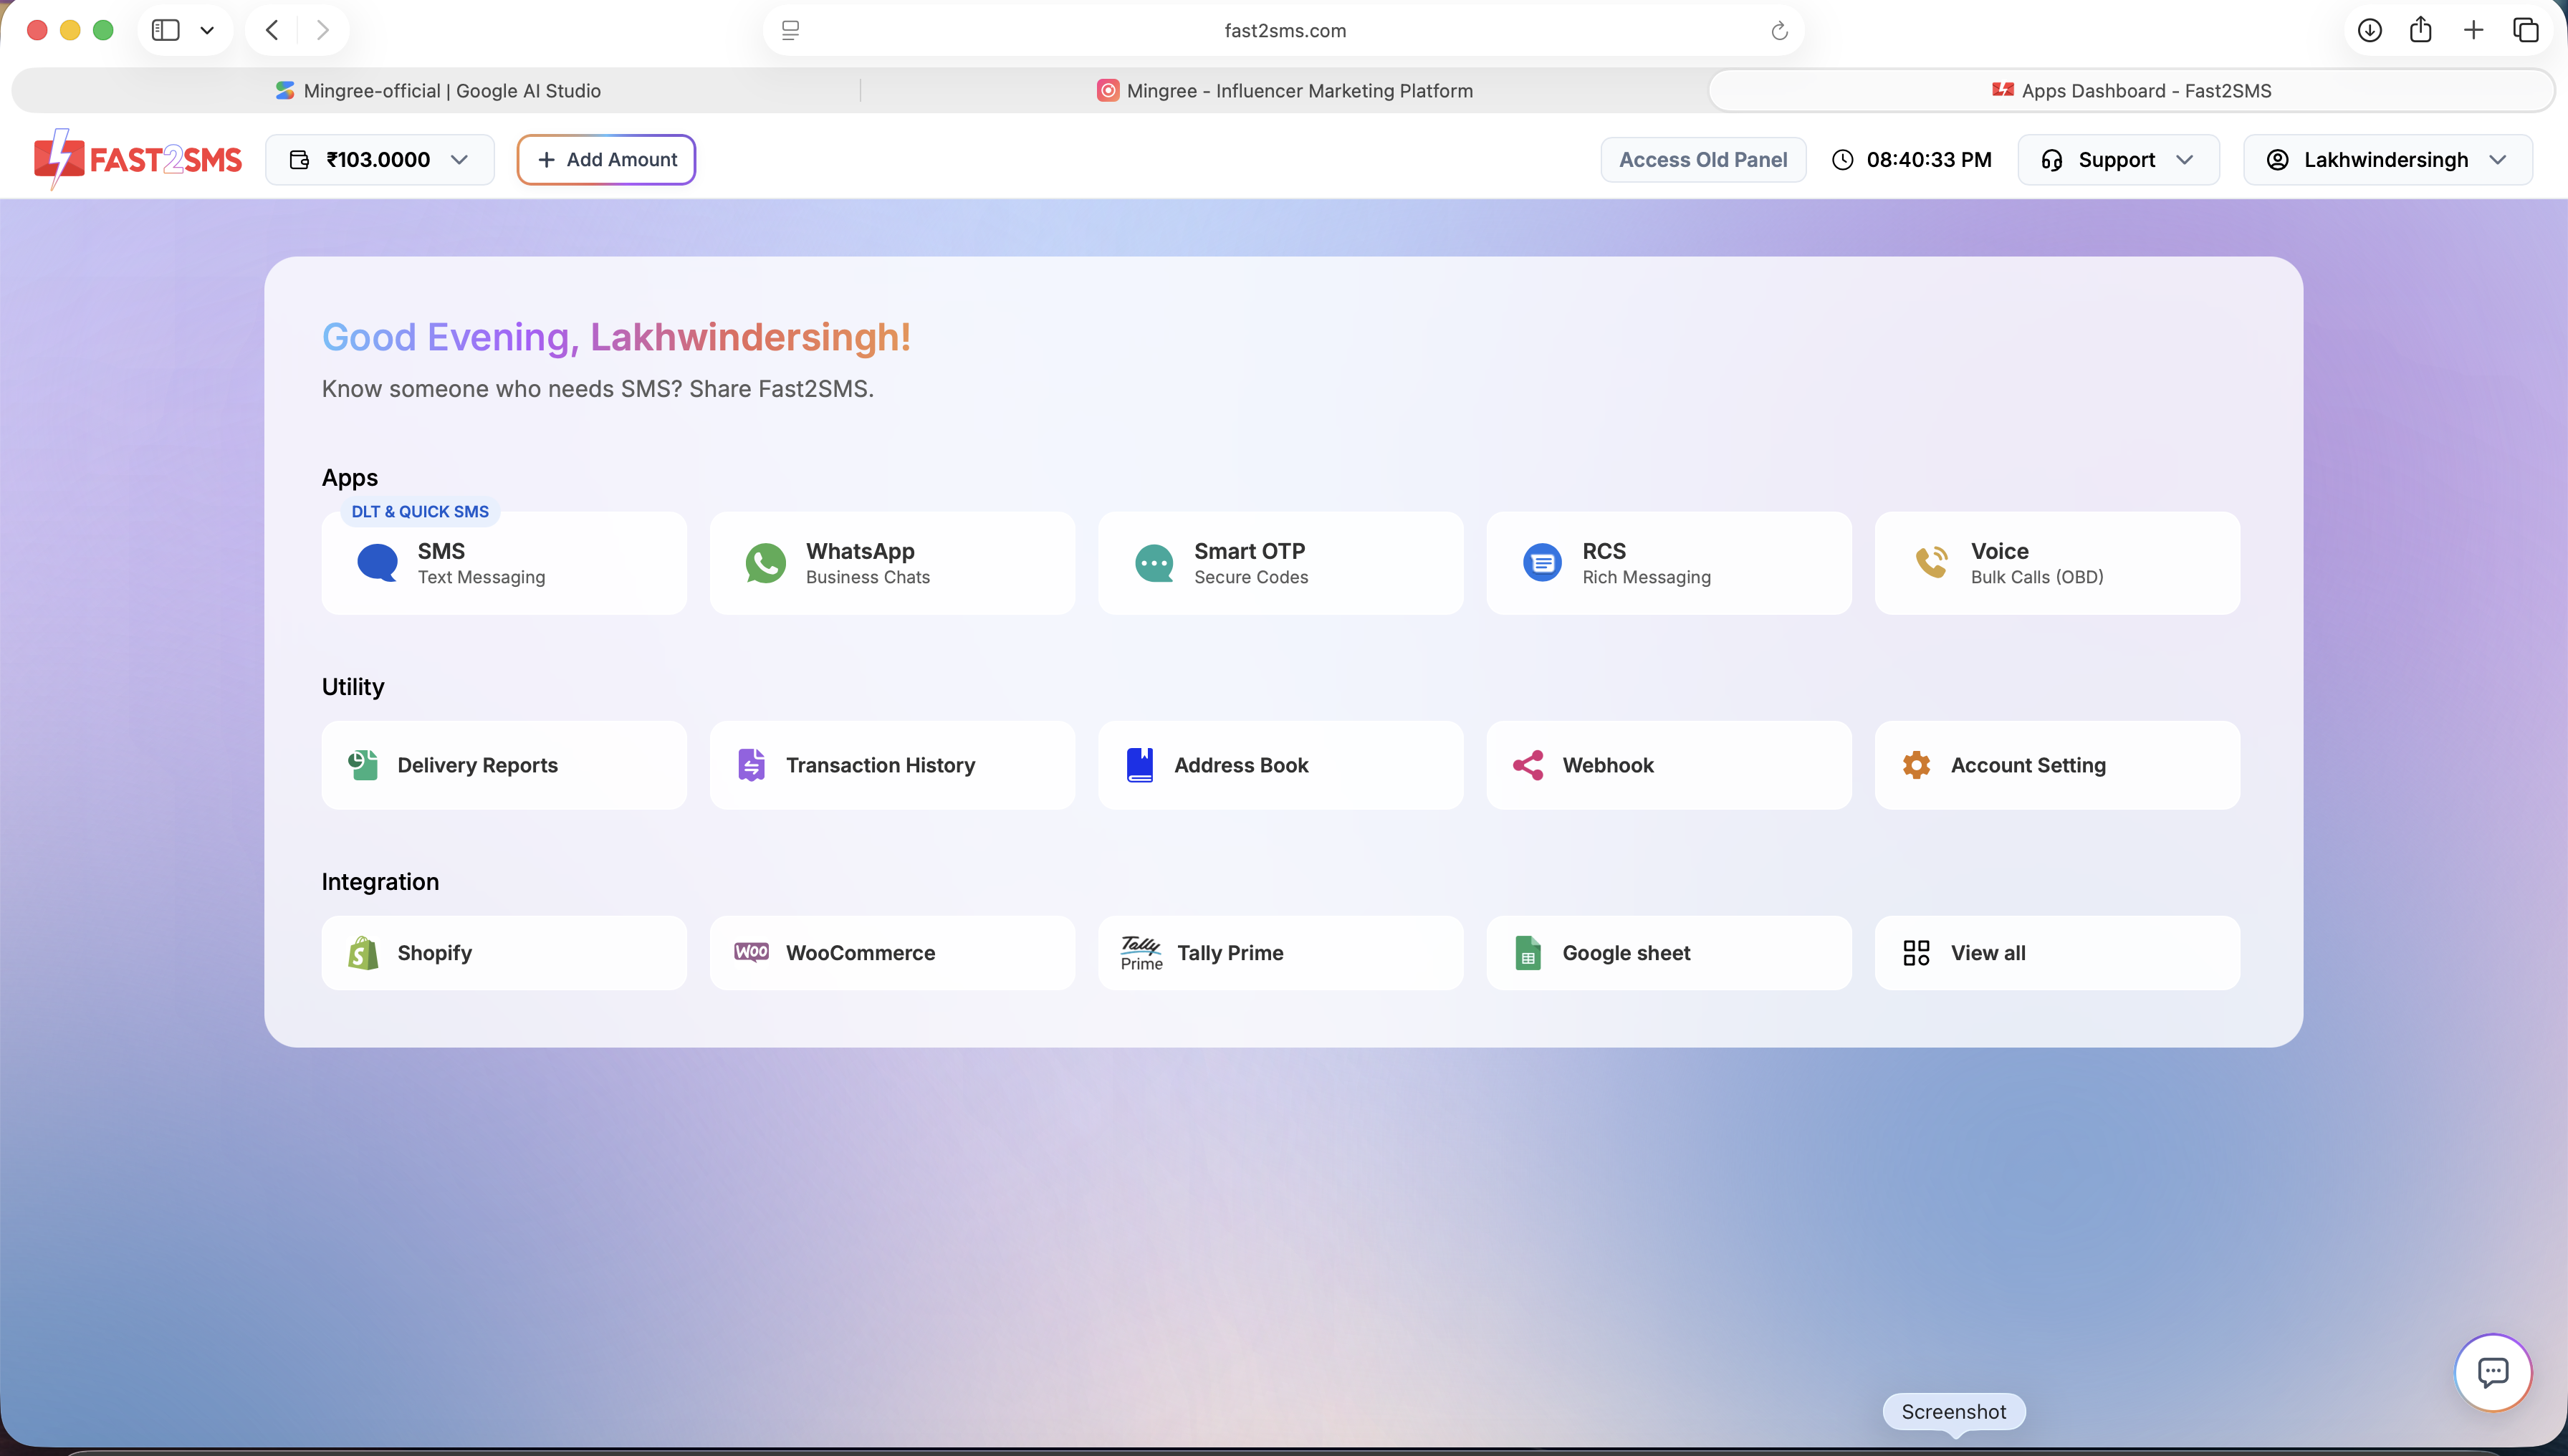 fast2sms.com
Mingree-official | Google AI Studio
Mingree - Influencer Marketing Platform
Apps Dashboard - Fast2SMS
FAST2SMS
₹103.0000
+ Add Amount
Access Old Panel
08:40:33 PM
Support
Lakhwindersingh
Good Evening, Lakhwindersingh!
Know someone who needs SMS? Share Fast2SMS.
Apps
DLT & QUICK SMS
SMS
Text Messaging
WhatsApp
Business Chats
Smart OTP
Secure Codes
RCS
Rich Messaging
Voice
Bulk Calls (OBD)
Utility
Delivery Reports
Transaction History
Address Book
Webhook
Account Setting
Integration
Shopify
Woo
WooCommerce
Tally
Prime
Tally Prime
Google sheet
View all
Screenshot